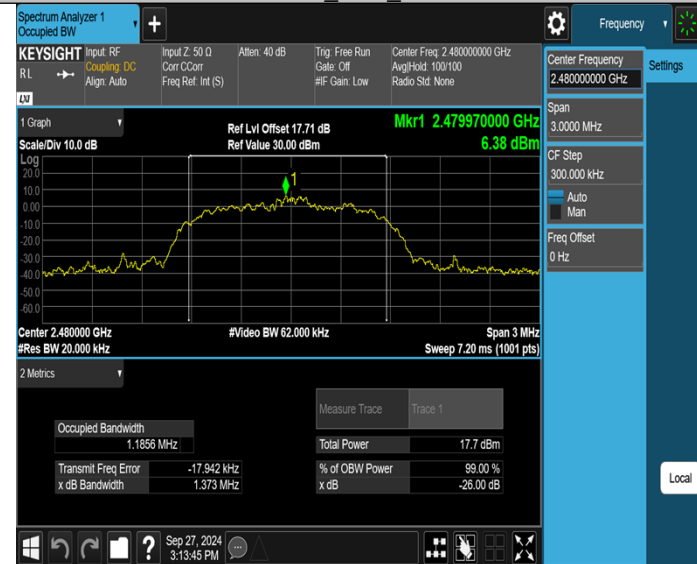 Spectrum Analyzer 1
Occupied BW
Frequency
KEYSIGHT
RL
LXI
Input: RF
Coupling: DC
Align: Auto
Input Z: 50 Ω
Corr CCorr
Freq Ref: Int (S)
Atten: 40 dB
Trig: Free Run
Gate: Off
#IF Gain: Low
Center Freq: 2.480000000 GHz
Avg|Hold: 100/100
Radio Std: None
Center Frequency
2.480000000 GHz
Settings
Span
3.0000 MHz
CF Step
300.000 kHz
Auto
Man
Freq Offset
0 Hz
1 Graph
Scale/Div 10.0 dB
Ref Lvl Offset 17.71 dB
Ref Value 30.00 dBm
Mkr1 2.479970000 GHz
6.38 dBm
Log
20.0
10.0
0.00
-10.0
-20.0
-30.0
-40.0
-50.0
-60.0
1
Center 2.480000 GHz
#Res BW 20.000 kHz
#Video BW 62.000 kHz
Span 3 MHz
Sweep 7.20 ms (1001 pts)
2 Metrics
Measure Trace Trace 1
Occupied Bandwidth
1.1856 MHz
Total Power 17.7 dBm
Transmit Freq Error -17.942 kHz
% of OBW Power 99.00 %
x dB Bandwidth 1.373 MHz
x dB -26.00 dB
Local
Sep 27, 2024
3:13:45 PM